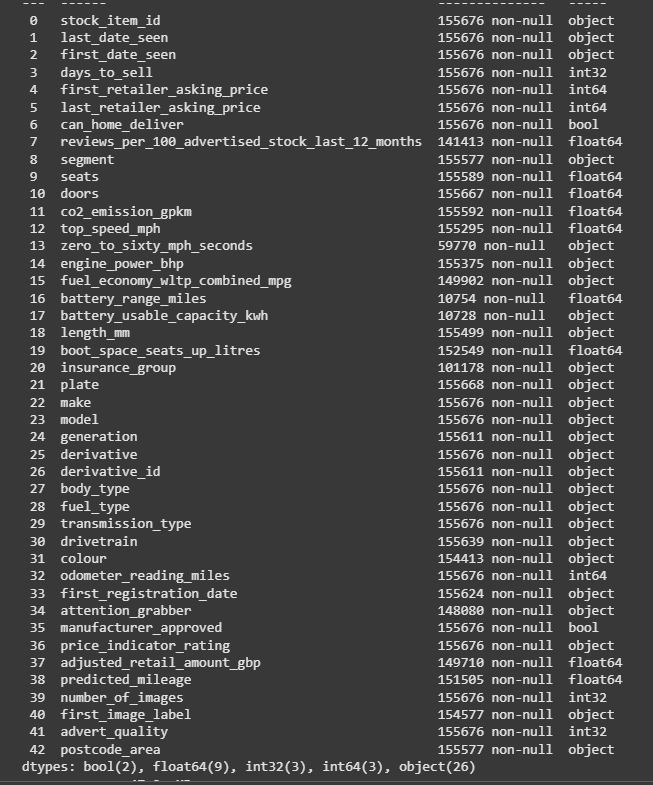 --- ------ -------------- -----
0 stock_item_id 155676 non-null object
1 last_date_seen 155676 non-null object
2 first_date_seen 155676 non-null object
3 days_to_sell 155676 non-null int32
4 first_retailer_asking_price 155676 non-null int64
5 last_retailer_asking_price 155676 non-null int64
6 can_home_deliver 155676 non-null bool
7 reviews_per_100_advertised_stock_last_12_months 141413 non-null float64
8 segment 155577 non-null object
9 seats 155589 non-null float64
10 doors 155667 non-null float64
11 co2_emission_gpkm 155592 non-null float64
12 top_speed_mph 155295 non-null float64
13 zero_to_sixty_mph_seconds 59770 non-null object
14 engine_power_bhp 155375 non-null object
15 fuel_economy_wltp_combined_mpg 149902 non-null object
16 battery_range_miles 10754 non-null float64
17 battery_usable_capacity_kwh 10728 non-null object
18 length_mm 155499 non-null object
19 boot_space_seats_up_litres 152549 non-null float64
20 insurance_group 101178 non-null object
21 plate 155668 non-null object
22 make 155676 non-null object
23 model 155676 non-null object
24 generation 155611 non-null object
25 derivative 155676 non-null object
26 derivative_id 155611 non-null object
27 body_type 155676 non-null object
28 fuel_type 155676 non-null object
29 transmission_type 155676 non-null object
30 drivetrain 155639 non-null object
31 colour 154413 non-null object
32 odometer_reading_miles 155676 non-null int64
33 first_registration_date 155624 non-null object
34 attention_grabber 148080 non-null object
35 manufacturer_approved 155676 non-null bool
36 price_indicator_rating 155676 non-null object
37 adjusted_retail_amount_gbp 149710 non-null float64
38 predicted_mileage 151505 non-null float64
39 number_of_images 155676 non-null int32
40 first_image_label 154577 non-null object
41 advert_quality 155676 non-null int32
42 postcode_area 155577 non-null object
dtypes: bool(2), float64(9), int32(3), int64(3), object(26)